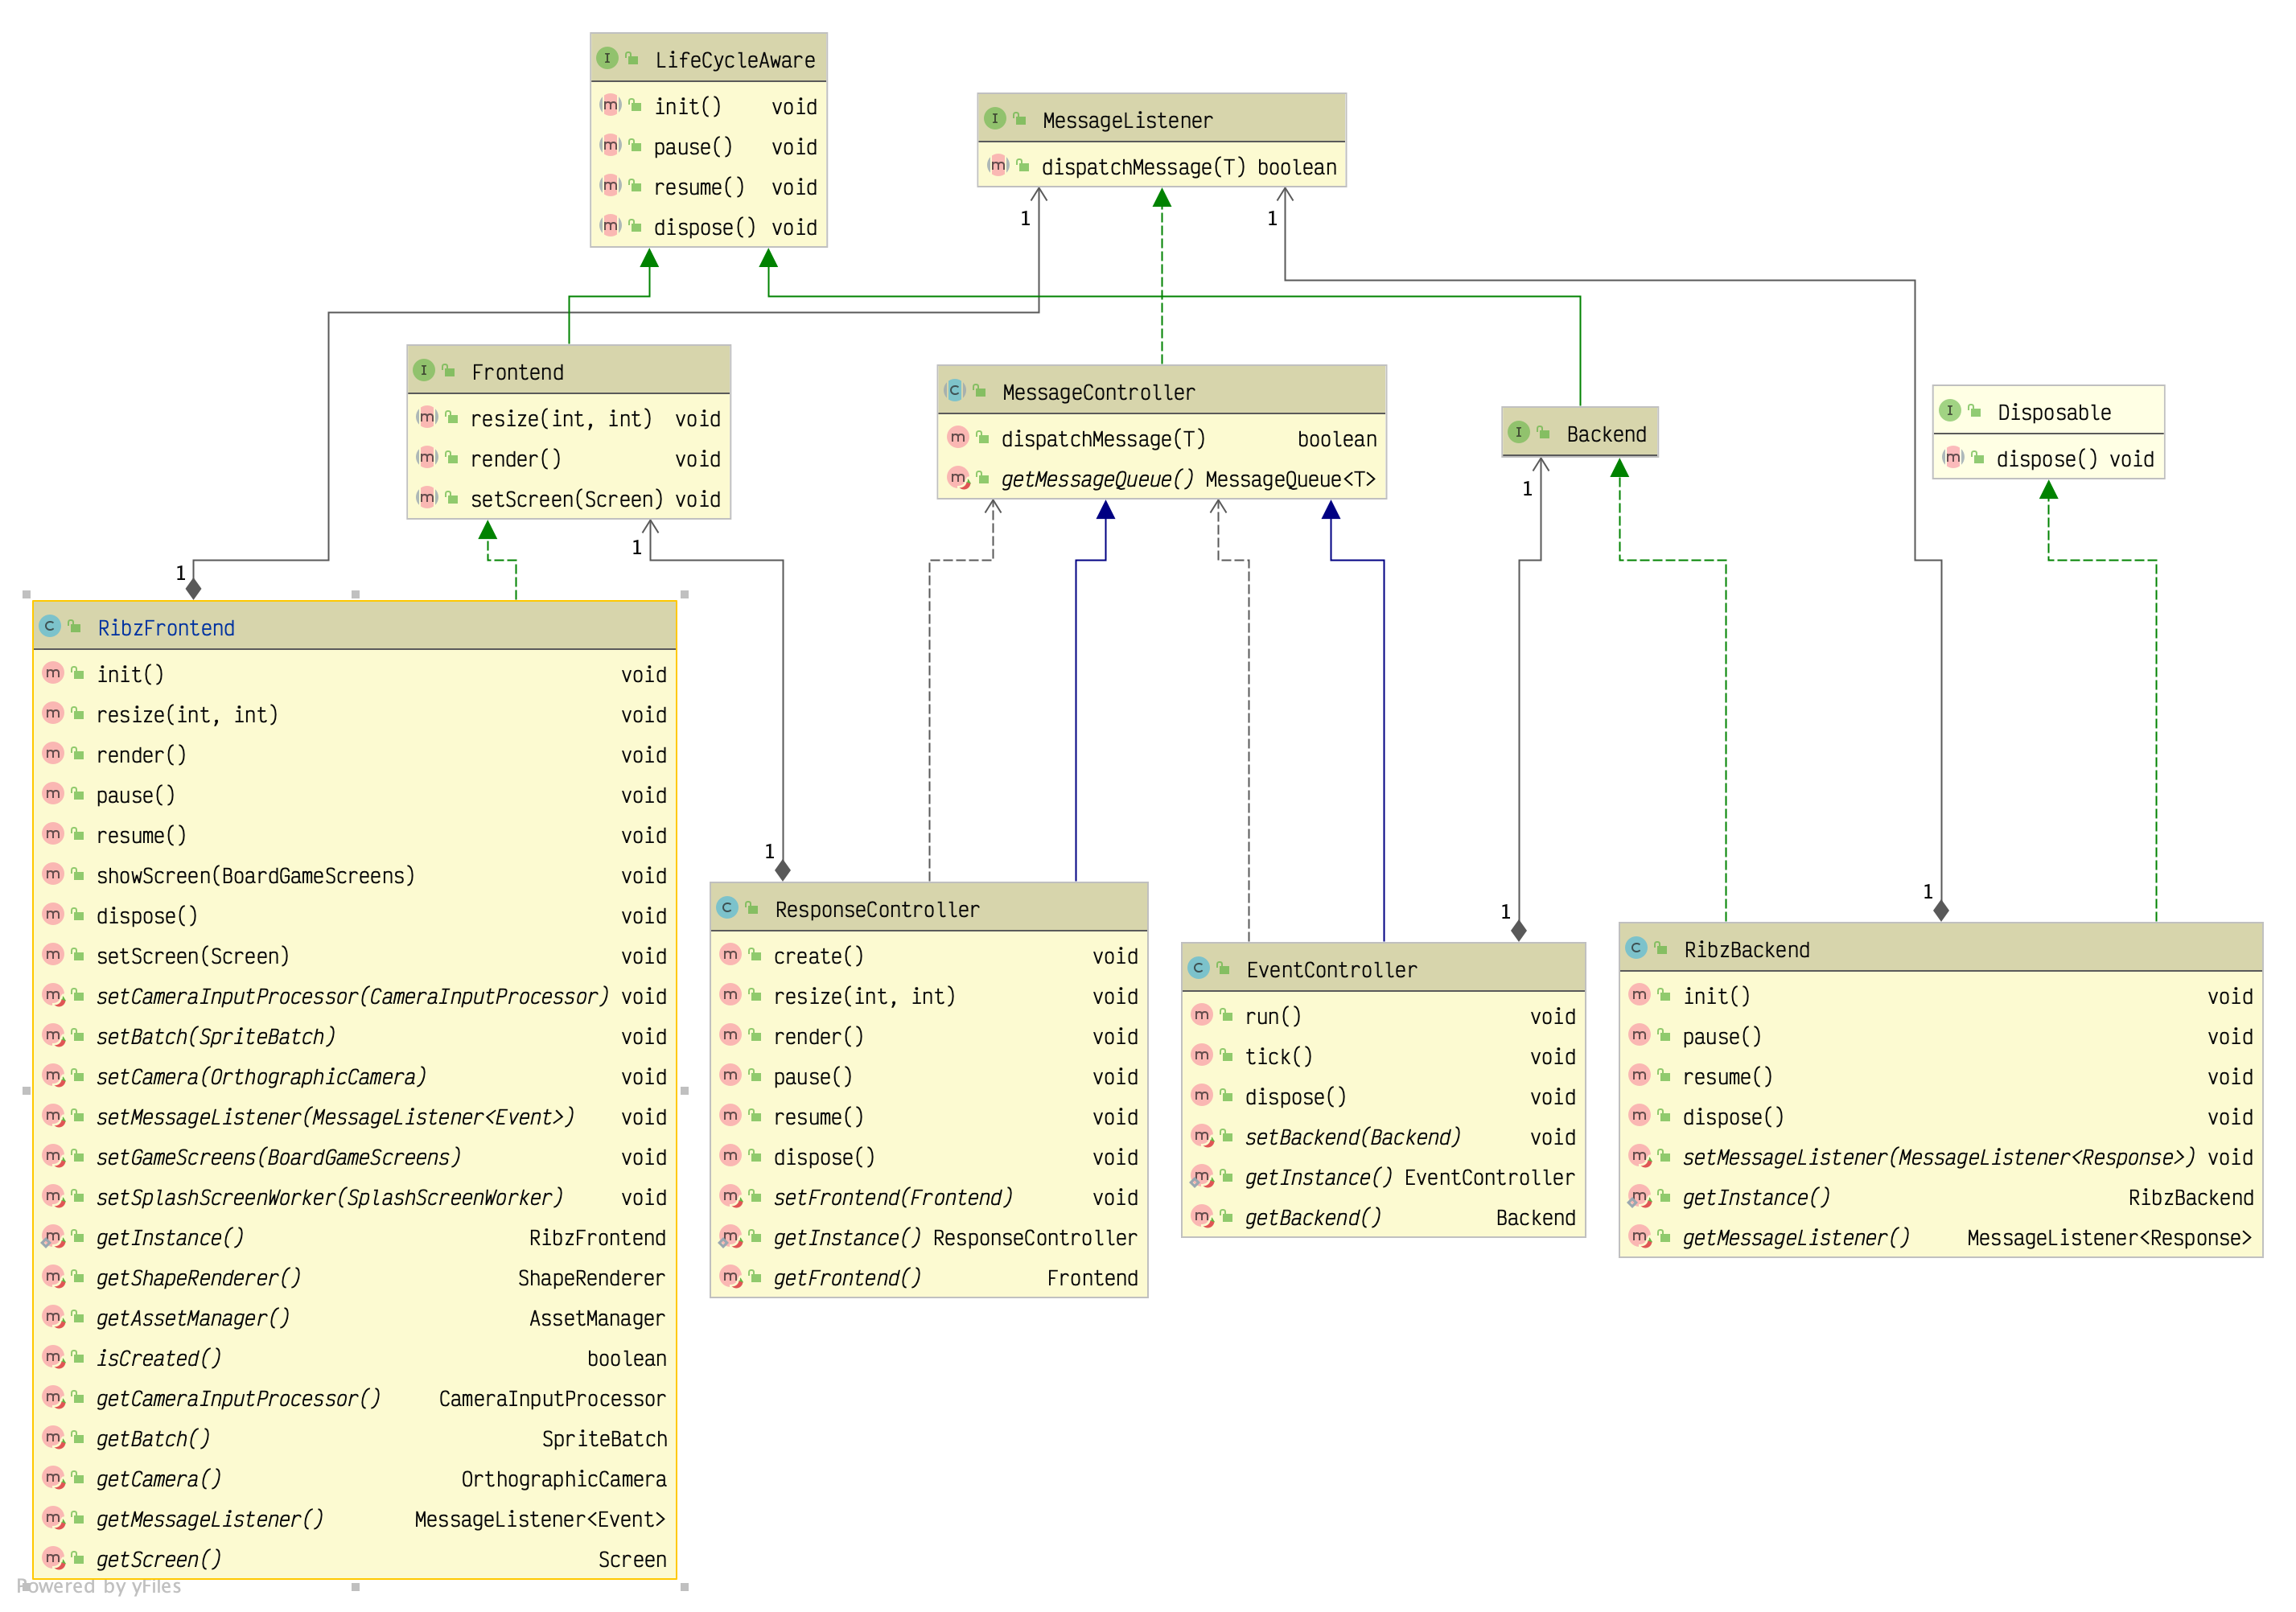 LifeCycleAware
init() void
pause() void
resume() void
dispose() void
MessageListener
dispatchMessage(T) boolean
1
1
Frontend
resize(int, int) void
render() void
setScreen(Screen) void
MessageController
dispatchMessage(T) boolean
getMessageQueue() MessageQueue<T>
Backend
Disposable
dispose() void
1
1
1
RibzFrontend
init() void
resize(int, int) void
render() void
pause() void
resume() void
showScreen(BoardGameScreens) void
dispose() void
setScreen(Screen) void
setCameraInputProcessor(CameraInputProcessor) void
setBatch(SpriteBatch) void
setCamera(OrthographicCamera) void
setMessageListener(MessageListener<Event>) void
setGameScreens(BoardGameScreens) void
setSplashScreenWorker(SplashScreenWorker) void
getInstance() RibzFrontend
getShapeRenderer() ShapeRenderer
getAssetManager() AssetManager
isCreated() boolean
getCameraInputProcessor() CameraInputProcessor
getBatch() SpriteBatch
getCamera() OrthographicCamera
getMessageListener() MessageListener<Event>
getScreen() Screen
1
ResponseController
create() void
resize(int, int) void
render() void
pause() void
resume() void
dispose() void
setFrontend(Frontend) void
getInstance() ResponseController
getFrontend() Frontend
1
EventController
run() void
tick() void
dispose() void
setBackend(Backend) void
getInstance() EventController
getBackend() Backend
1
RibzBackend
init() void
pause() void
resume() void
dispose() void
setMessageListener(MessageListener<Response>) void
getInstance() RibzBackend
getMessageListener() MessageListener<Response>
Powered by yFiles